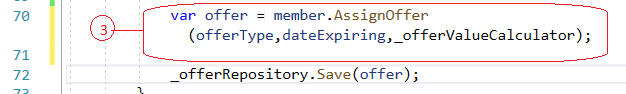 70 var offer = member.AssignOffer
3 (offerType,dateExpiring,_offerValueCalculator);
71
72 _offerRepository.Save(offer);
}